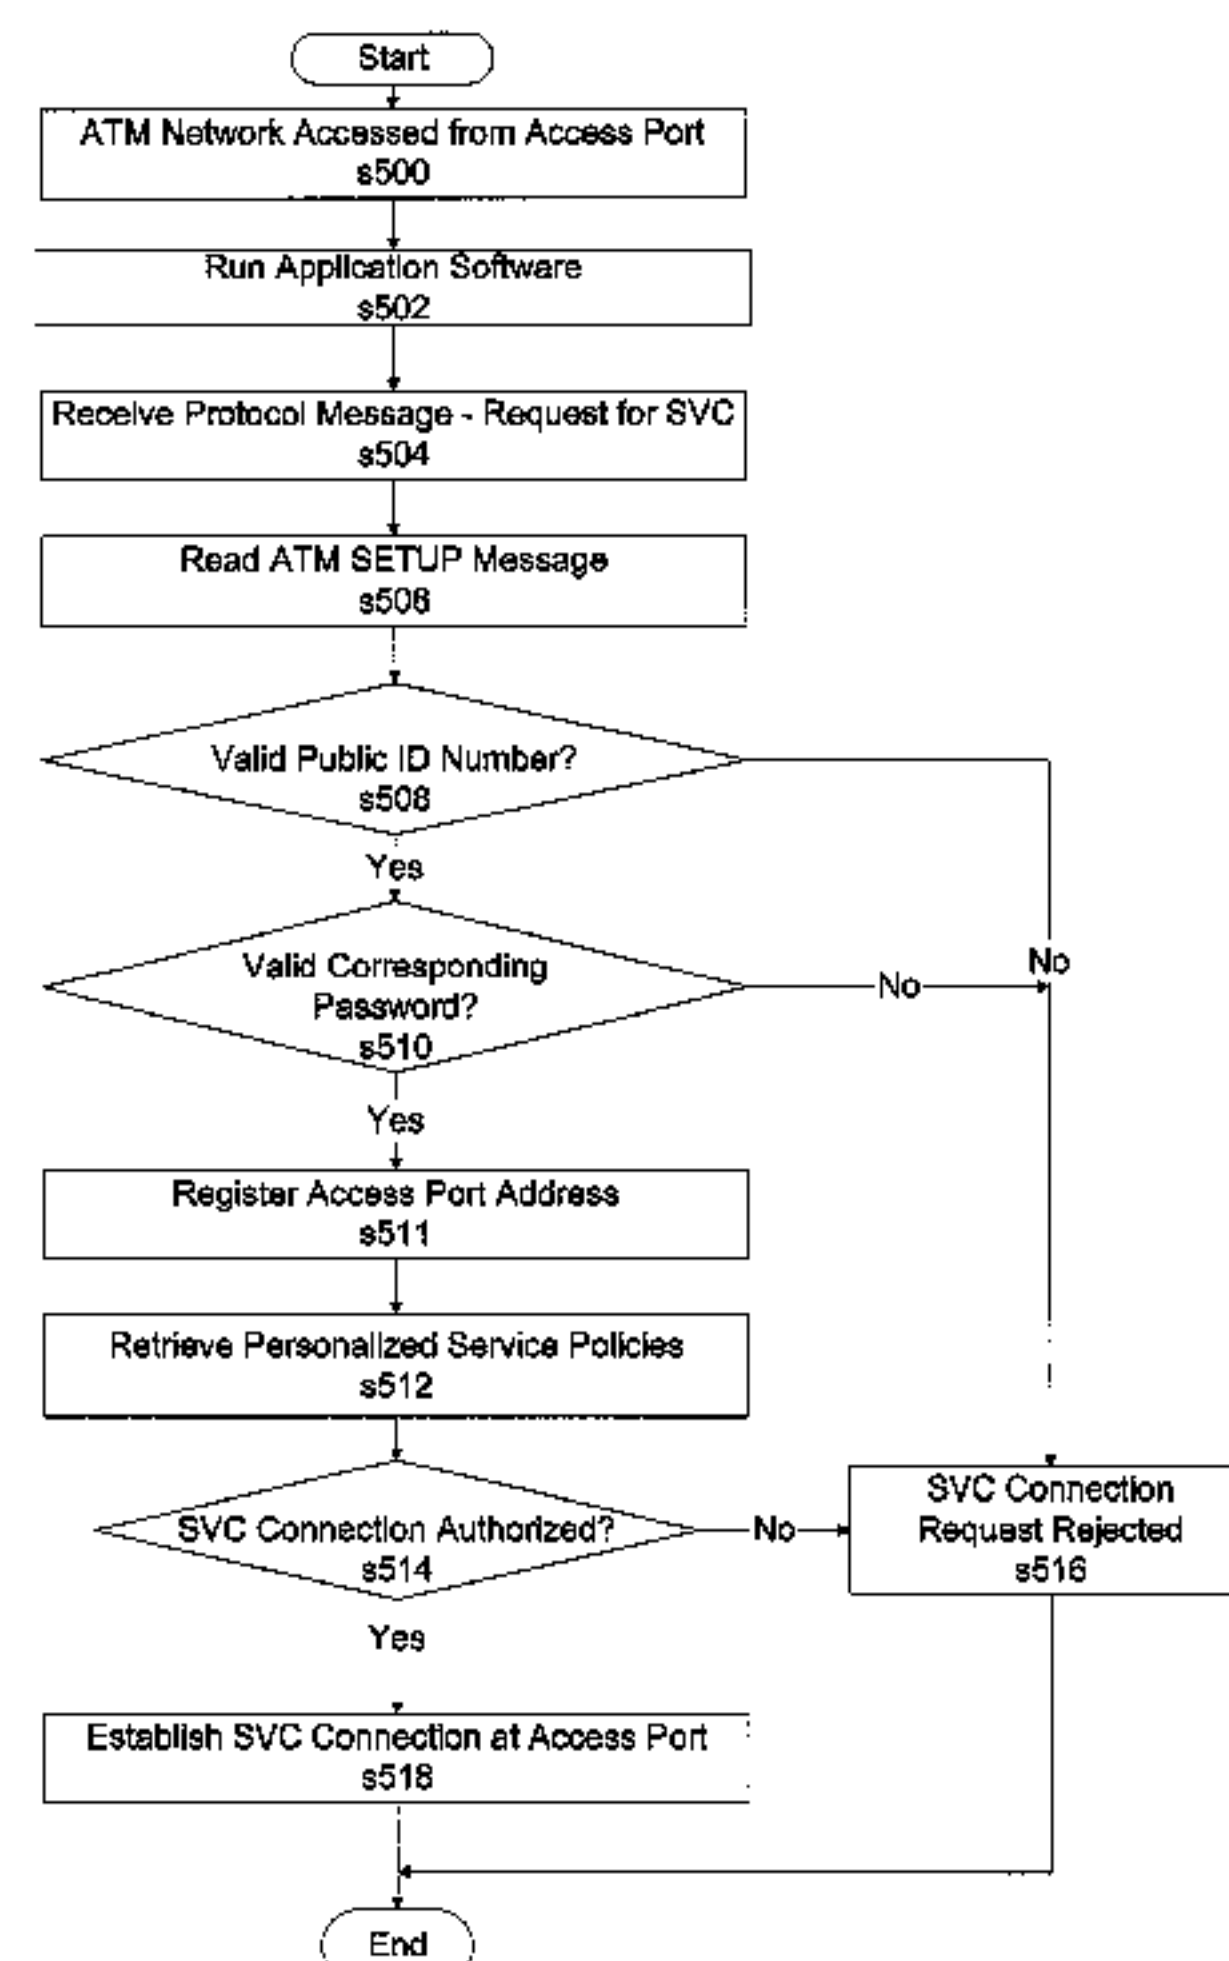 Start
ATM Network Accessed from Access Port
s500
Run Application Software
s502
Receive Protocol Message - Request for SVC
s504
Read ATM SETUP Message
s506
Valid Public ID Number?
s508
Yes
No
Valid Corresponding
Password?
s510
No
Yes
Register Access Port Address
s511
Retrieve Personalized Service Policies
s512
SVC Connection Authorized?
s514
No
SVC Connection
Request Rejected
s516
Yes
Establish SVC Connection at Access Port
s518
End